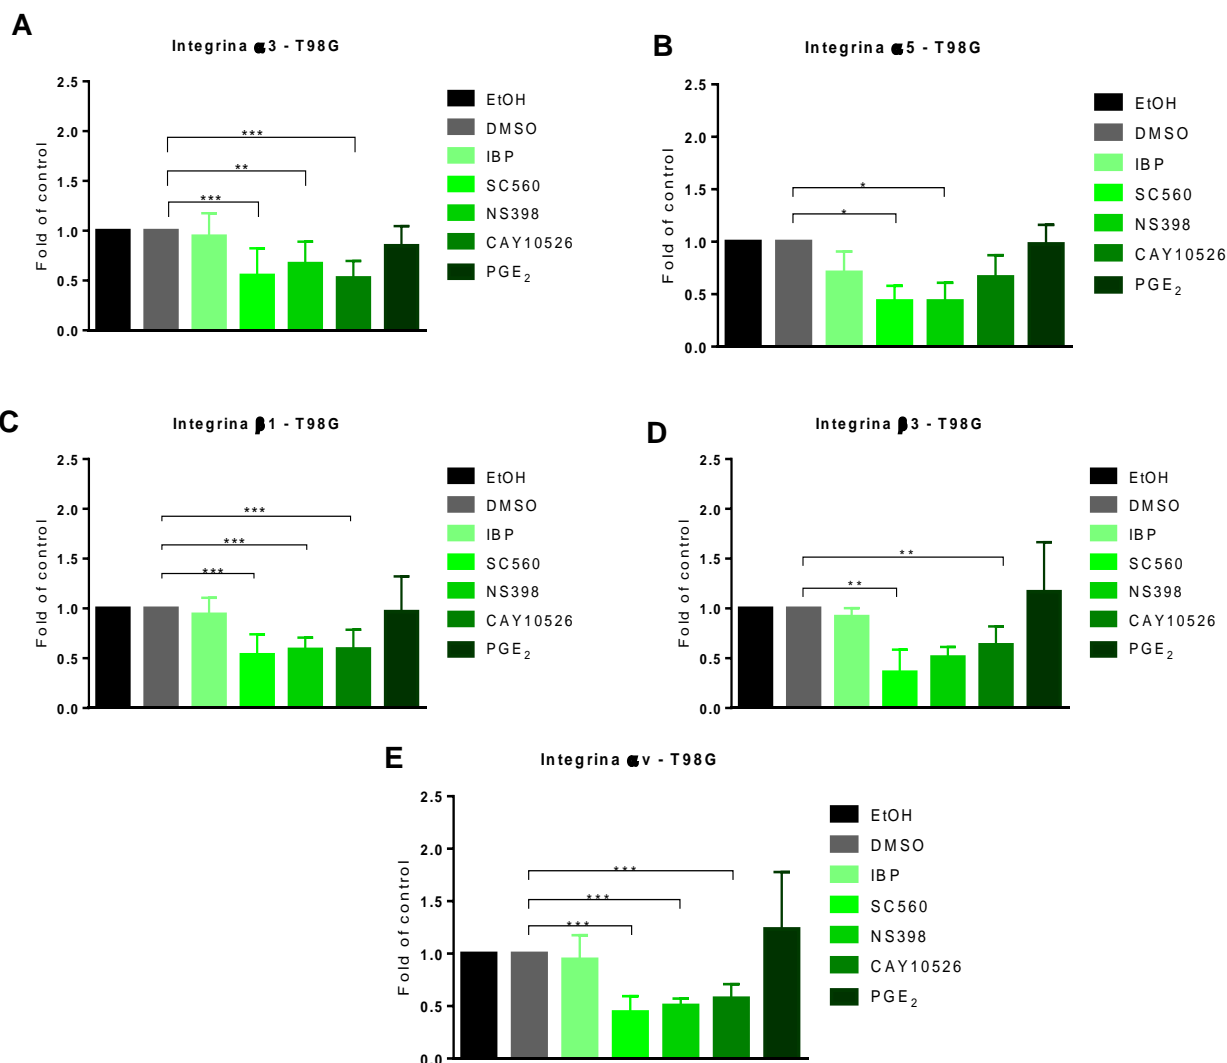 A
Integrina α3 - T98G
Fold of control
2.5
2.0
1.5
1.0
0.5
0.0
***
**
***
EtOH
DMSO
IBP
SC560
NS398
CAY10526
PGE2
B
Integrina α5 - T98G
Fold of control
2.5
2.0
1.5
1.0
0.5
0.0
*
*
EtOH
DMSO
IBP
SC560
NS398
CAY10526
PGE2
C
Integrina β1 - T98G
Fold of control
2.5
2.0
1.5
1.0
0.5
0.0
***
***
***
EtOH
DMSO
IBP
SC560
NS398
CAY10526
PGE2
D
Integrina β3 - T98G
Fold of control
2.5
2.0
1.5
1.0
0.5
0.0
**
**
EtOH
DMSO
IBP
SC560
NS398
CAY10526
PGE2
E
Integrina αv - T98G
Fold of control
2.5
2.0
1.5
1.0
0.5
0.0
***
***
***
EtOH
DMSO
IBP
SC560
NS398
CAY10526
PGE2